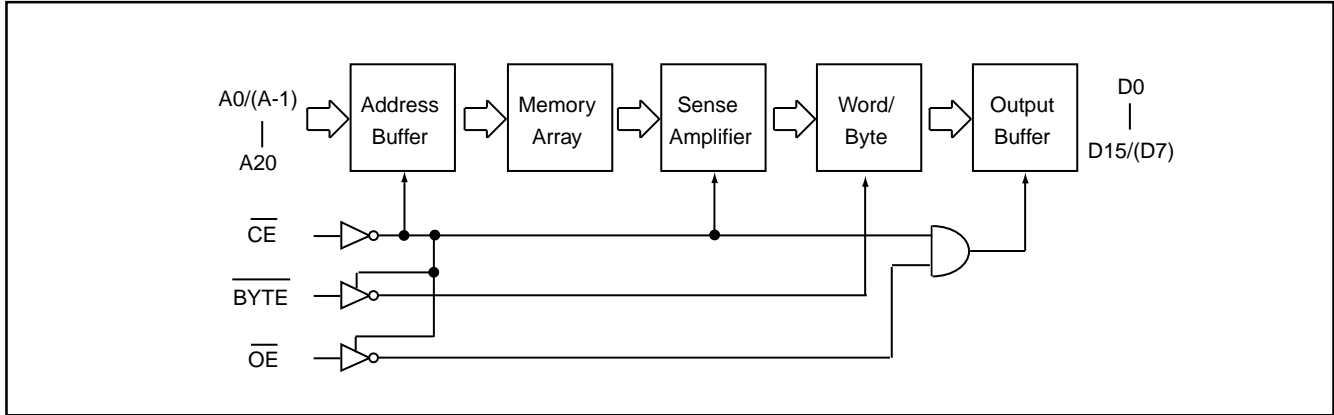 A0/(A-1)
A20
Address
Buffer
Memory
Array
Sense
Amplifier
Word/
Byte
Output
Buffer
D0
D15/(D7)
CE
BYTE
OE